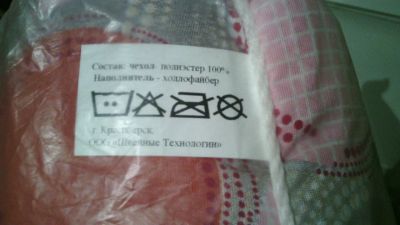 Состав: чехол- полиэстер 100%
Наполнитель - холлофайбер
г. Красноярск.
ООО «Швейные Технологии»